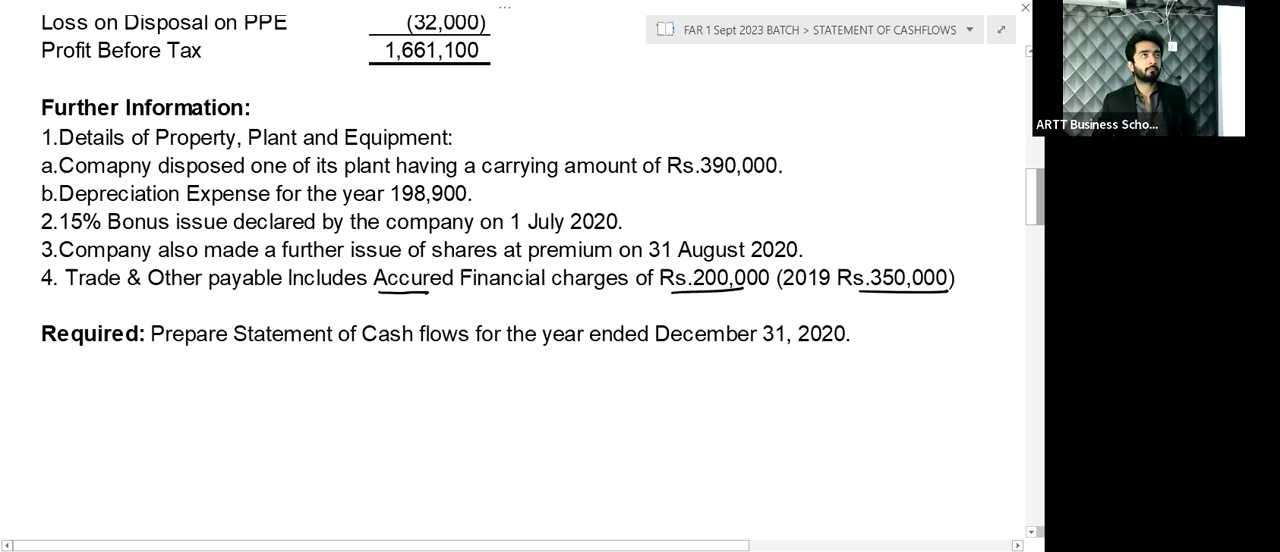 Loss on Disposal on PPE (32,000)
FAR 1 Sept 2023 BATCH > STATEMENT OF CASHFLOWS
Profit Before Tax 1,661,100
Further Information:
1.Details of Property, Plant and Equipment:
ARTT Business Scho...
a.Comapny disposed one of its plant having a carrying amount of Rs.390,000.
b.Depreciation Expense for the year 198,900.
2.15% Bonus issue declared by the company on 1 July 2020.
3.Company also made a further issue of shares at premium on 31 August 2020.
4. Trade & Other payable Includes Accured Financial charges of Rs.200,000 (2019 Rs.350,000)
Required: Prepare Statement of Cash flows for the year ended December 31, 2020.